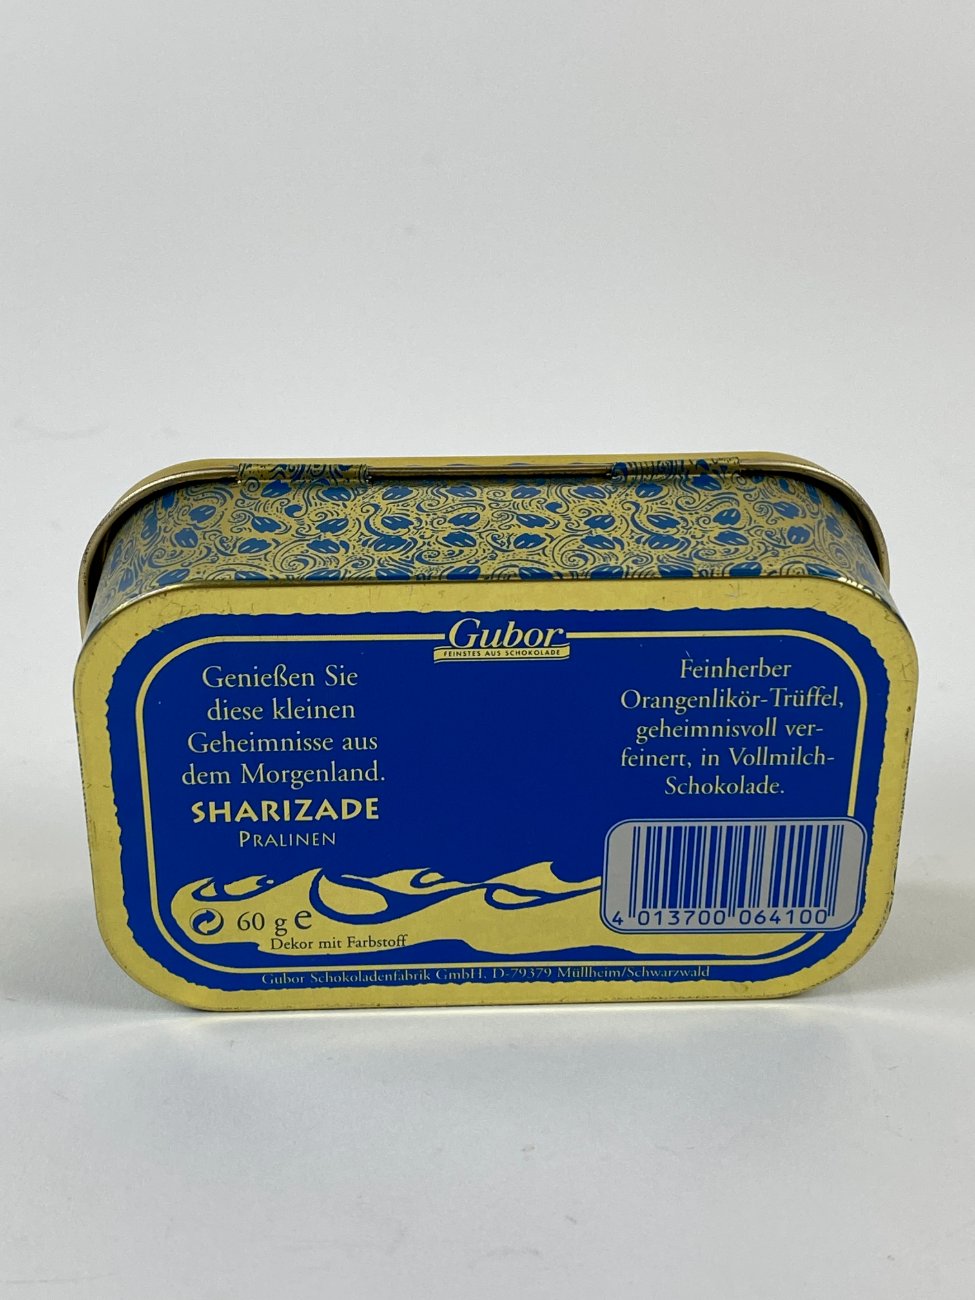 Gubor
FEINSTES AUS SCHOKOLADE
Genießen Sie
diese kleinen
Geheimnisse aus
dem Morgenland.
SHARIZADE
PRALINEN
Feinherber
Orangenlikör-Trüffel,
geheimnisvoll ver-
feinert, in Vollmilch-
Schokolade.
4 013700 064100
60 g e
Dekor mit Farbstoff
Gubor Schokoladenfabrik GmbH, D-79379 Müllheim/Schwarzwald